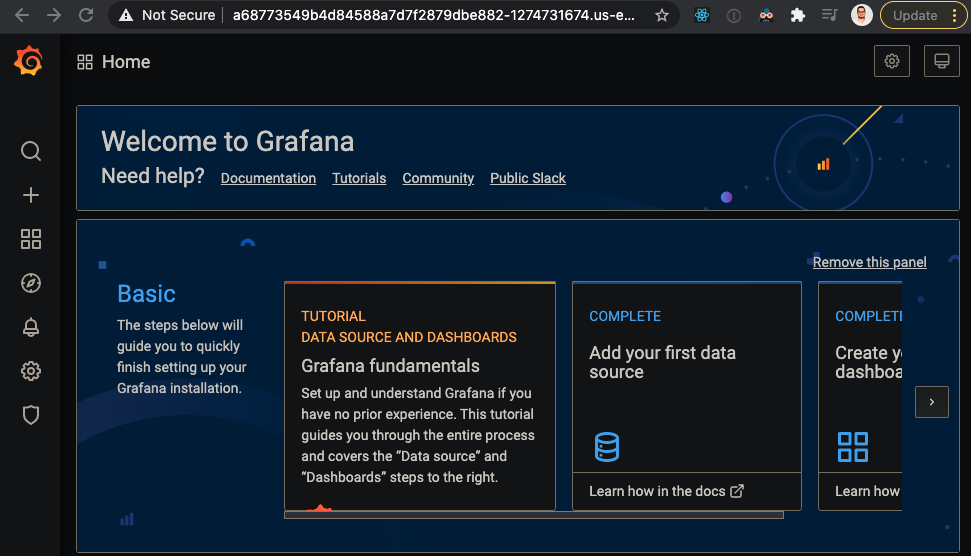 Not Secure
a68773549b4d84588a7d7f2879dbe882-1274731674.us-e...
Update
Home
Welcome to Grafana
Need help? Documentation Tutorials Community Public Slack
Remove this panel
Basic
The steps below will
guide you to quickly
finish setting up your
Grafana installation.
TUTORIAL
DATA SOURCE AND DASHBOARDS
Grafana fundamentals
Set up and understand Grafana if you
have no prior experience. This tutorial
guides you through the entire process
and covers the “Data source” and
“Dashboards” steps to the right.
COMPLETE
Add your first data
source
Learn how in the docs
COMPLETE
Create y
dashboa
Learn how